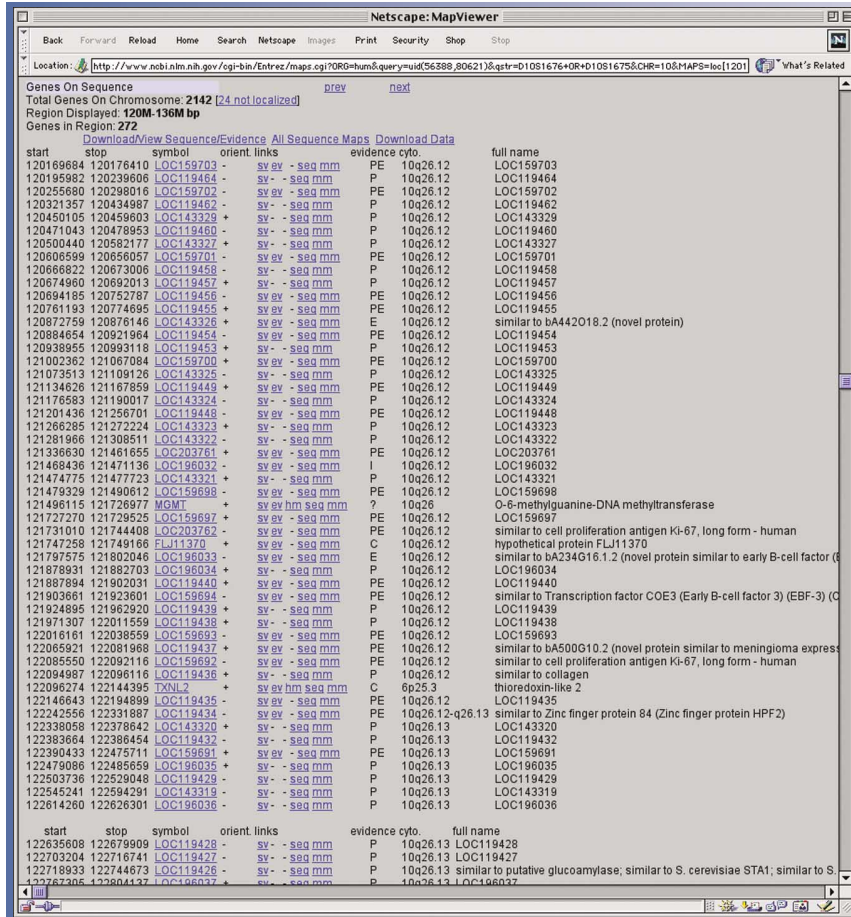 Netscape: MapViewer
Back Forward Reload Home Search Netscape Images Print Security Shop Stop
N
Location: http://www.ncbi.nlm.nih.gov/cgi-bin/Entrez/maps.cgi?ORG=hum&query=uid(56388,80621)&qstr=D10S1676+OR+D10S1675&CHR=10&MAPS=loc[1201 What's Related
Genes On Sequence prev next
Total Genes On Chromosome: 2142 [24 not localized]
Region Displayed: 120M-136M bp
Genes in Region: 272
Download/View Sequence/Evidence All Sequence Maps Download Data
start stop symbol orient. links evidence cyto. full name
120169684 120176410 LOC159703 - sv ev - seq mm PE 10q26.12 LOC159703
120195982 120239606 LOC119464 - sv - - seq mm P 10q26.12 LOC119464
120255680 120298016 LOC159702 - sv ev - seq mm PE 10q26.12 LOC159702
120321357 120434987 LOC119462 - sv - - seq mm P 10q26.12 LOC119462
120450105 120459603 LOC143329 + sv - - seq mm P 10q26.12 LOC143329
120471043 120478953 LOC119460 - sv - - seq mm P 10q26.12 LOC119460
120500440 120582177 LOC143327 + sv - - seq mm P 10q26.12 LOC143327
120606599 120656057 LOC159701 - sv ev - seq mm PE 10q26.12 LOC159701
120666822 120673006 LOC119458 - sv - - seq mm P 10q26.12 LOC119458
120674960 120692013 LOC119457 + sv - - seq mm P 10q26.12 LOC119457
120694185 120752787 LOC119456 - sv ev - seq mm PE 10q26.12 LOC119456
120761193 120774695 LOC119455 + sv ev - seq mm PE 10q26.12 LOC119455
120872759 120876146 LOC143326 + sv ev - seq mm E 10q26.12 similar to bA442O18.2 (novel protein)
120884654 120921964 LOC119454 - sv ev - seq mm PE 10q26.12 LOC119454
120938955 120993118 LOC119453 + sv - - seq mm P 10q26.12 LOC119453
121002362 121067084 LOC159700 + sv ev - seq mm PE 10q26.12 LOC159700
121073513 121109126 LOC143325 - sv - - seq mm P 10q26.12 LOC143325
121134626 121167859 LOC119449 + sv ev - seq mm PE 10q26.12 LOC119449
121176583 121190017 LOC143324 - sv - - seq mm P 10q26.12 LOC143324
121201436 121256701 LOC119448 - sv ev - seq mm PE 10q26.12 LOC119448
121266285 121272224 LOC143323 + sv - - seq mm P 10q26.12 LOC143323
121281966 121308511 LOC143322 - sv - - seq mm P 10q26.12 LOC143322
121336630 121461655 LOC203761 + sv ev - seq mm PE 10q26.12 LOC203761
121468436 121471136 LOC196032 - sv ev - seq mm I 10q26.12 LOC196032
121474775 121477723 LOC143321 + sv - - seq mm P 10q26.12 LOC143321
121479329 121490612 LOC159698 - sv ev - seq mm PE 10q26.12 LOC159698
121496115 121726977 MGMT + sv ev hm seq mm ? 10q26 O-6-methylguanine-DNA methyltransferase
121727270 121729525 LOC159697 + sv ev - seq mm PE 10q26.12 LOC159697
121731010 121744408 LOC203762 - sv ev - seq mm PE 10q26.12 similar to cell proliferation antigen Ki-67, long form - human
121747258 121749166 FLJ11370 + sv ev - seq mm C 10q26.12 hypothetical protein FLJ11370
121797575 121802046 LOC196033 - sv ev - seq mm E 10q26.12 similar to bA234G16.1.2 (novel protein similar to early B-cell factor (E
121878931 121882703 LOC196034 + sv - - seq mm P 10q26.12 LOC196034
121887894 121902031 LOC119440 + sv ev - seq mm PE 10q26.12 LOC119440
121903661 121923601 LOC159694 - sv ev - seq mm PE 10q26.12 similar to Transcription factor COE3 (Early B-cell factor 3) (EBF-3) (O
121924895 121962920 LOC119439 + sv - - seq mm P 10q26.12 LOC119439
121971307 122011559 LOC119438 + sv - - seq mm P 10q26.12 LOC119438
122016161 122038559 LOC159693 - sv ev - seq mm PE 10q26.12 LOC159693
122065921 122081968 LOC119437 + sv ev - seq mm PE 10q26.12 similar to bA500G10.2 (novel protein similar to meningioma expres
122085550 122092116 LOC159692 - sv ev - seq mm PE 10q26.12 similar to cell proliferation antigen Ki-67, long form - human
122094987 122096116 LOC119436 + sv - - seq mm P 10q26.12 similar to collagen
122096274 122144395 TXNL2 + sv ev hm seq mm C 6p25.3 thioredoxin-like 2
122146643 122194899 LOC119435 - sv ev - seq mm PE 10q26.12 LOC119435
122242556 122331887 LOC119434 - sv ev - seq mm PE 10q26.12-q26.13 similar to Zinc finger protein 84 (Zinc finger protein HPF2)
122338058 122378642 LOC143320 + sv - - seq mm P 10q26.13 LOC143320
122383664 122386454 LOC119432 - sv - - seq mm P 10q26.13 LOC119432
122390433 122475711 LOC159691 + sv ev - seq mm PE 10q26.13 LOC159691
122479086 122485659 LOC196035 + sv - - seq mm P 10q26.13 LOC196035
122503736 122529048 LOC119429 - sv - - seq mm P 10q26.13 LOC119429
122545241 122594291 LOC143319 - sv - - seq mm P 10q26.13 LOC143319
122614260 122626301 LOC196036 - sv - - seq mm P 10q26.13 LOC196036
start stop symbol orient. links evidence cyto. full name
122635608 122679909 LOC119428 - sv - - seq mm P 10q26.13 LOC119428
122703204 122716741 LOC119427 - sv - - seq mm P 10q26.13 LOC119427
122718933 122744673 LOC119426 - sv - - seq mm P 10q26.13 similar to putative glucoamylase; similar to S. cerevisiae STA1; similar to S.
122767305 122804137 LOC196037 + sv - - seq mm P 10q26.13 LOC196037